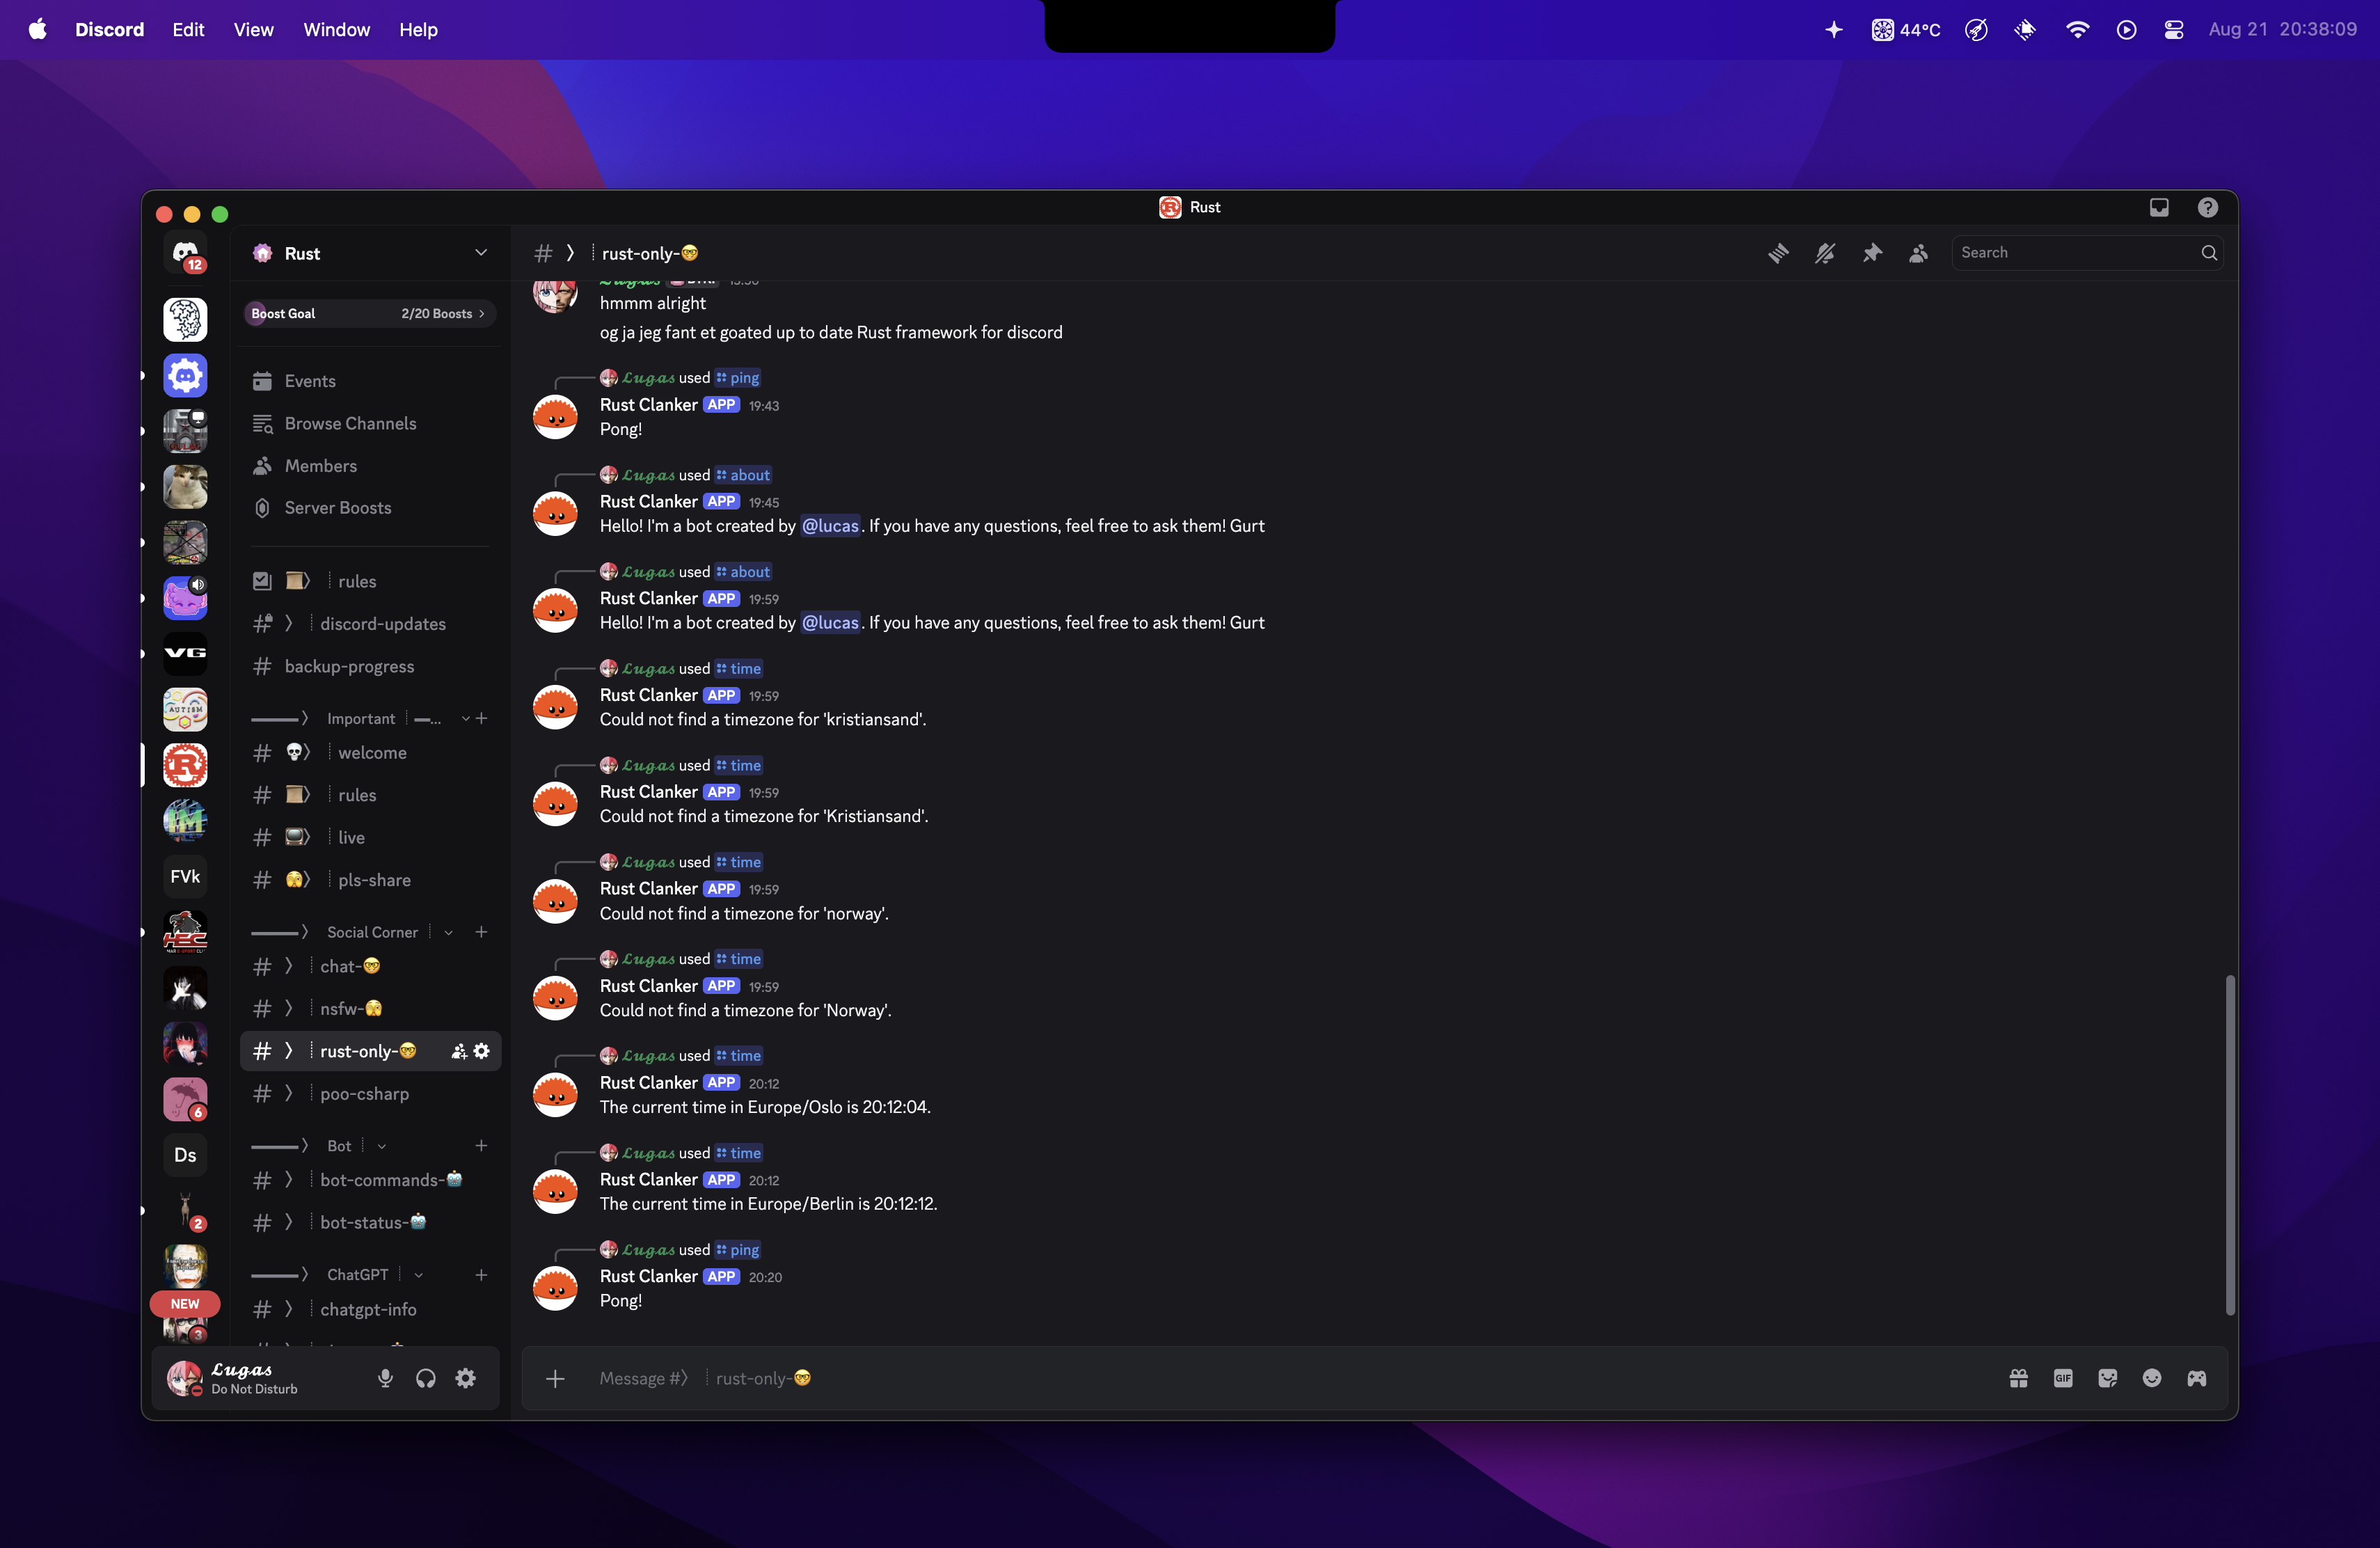 Discord Edit View Window Help
44°C Aug 21 20:38:09
Rust
12
Rust
Boost Goal 2/20 Boosts
Events
Browse Channels
Members
Server Boosts
rules
discord-updates
backup-progress
Important
welcome
rules
live
pls-share
Social Corner
chat-🤓
nsfw-🫣
rust-only-🤓
poo-csharp
Bot
bot-commands-🤖
bot-status-🤖
ChatGPT
chatgpt-info
VG
AUTISM
FVk
HEC
6
Ds
2
NEW
3
𝓛𝓾𝓰𝓪𝓼
Do Not Disturb
# 〉 ┊rust-only-🤓
Search
hmmm alright
og ja jeg fant et goated up to date Rust framework for discord
𝓛𝓾𝓰𝓪𝓼 used ping
Rust Clanker APP 19:43
Pong!
𝓛𝓾𝓰𝓪𝓼 used about
Rust Clanker APP 19:45
Hello! I'm a bot created by @lucas. If you have any questions, feel free to ask them! Gurt
𝓛𝓾𝓰𝓪𝓼 used about
Rust Clanker APP 19:59
Hello! I'm a bot created by @lucas. If you have any questions, feel free to ask them! Gurt
𝓛𝓾𝓰𝓪𝓼 used time
Rust Clanker APP 19:59
Could not find a timezone for 'kristiansand'.
𝓛𝓾𝓰𝓪𝓼 used time
Rust Clanker APP 19:59
Could not find a timezone for 'Kristiansand'.
𝓛𝓾𝓰𝓪𝓼 used time
Rust Clanker APP 19:59
Could not find a timezone for 'norway'.
𝓛𝓾𝓰𝓪𝓼 used time
Rust Clanker APP 19:59
Could not find a timezone for 'Norway'.
𝓛𝓾𝓰𝓪𝓼 used time
Rust Clanker APP 20:12
The current time in Europe/Oslo is 20:12:04.
𝓛𝓾𝓰𝓪𝓼 used time
Rust Clanker APP 20:12
The current time in Europe/Berlin is 20:12:12.
𝓛𝓾𝓰𝓪𝓼 used ping
Rust Clanker APP 20:20
Pong!
Message #〉 ┊rust-only-🤓
GIF